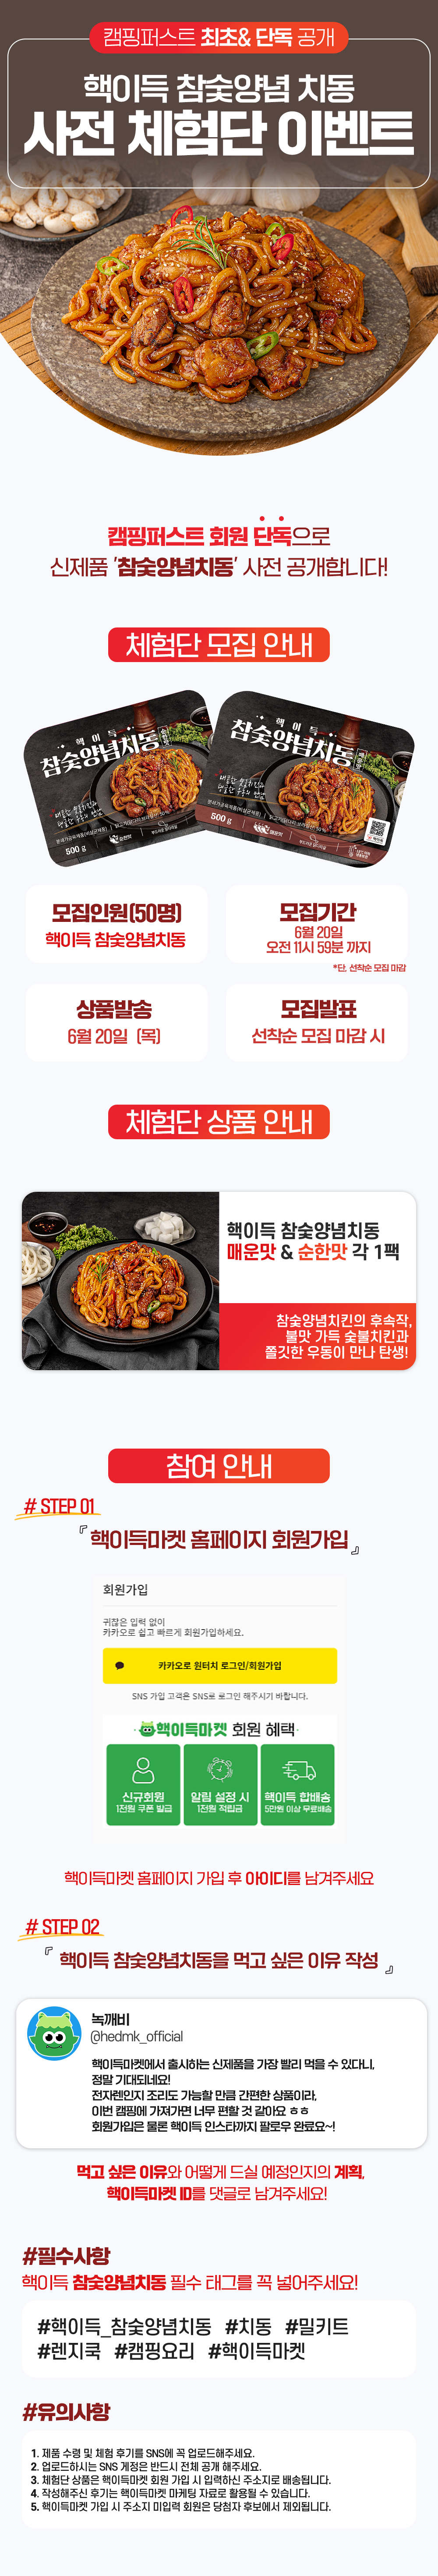 캠핑퍼스트 최초& 단독 공개
핵이득 참숯양념 치동
사전 체험단 이벤트
캠핑퍼스트 회원 단독으로
신제품 '참숯양념치동' 사전 공개합니다!
체험단 모집 안내
핵이득
참숯양념치동
500 g
핵이득
참숯양념치동
500 g
모집인원(50명)
핵이득 참숯양념치동
모집기간
6월 20일
오전 11시 59분 까지
*단, 선착순 모집 마감
상품발송
6월 20일 (목)
모집발표
선착순 모집 마감 시
체험단 상품 안내
핵이득 참숯양념치동
매운맛 & 순한맛 각 1팩
참숯양념치킨의 후속작,
불맛 가득 숯불치킨과
쫄깃한 우동이 만나 탄생!
참여 안내
# STEP 01
『핵이득마켓 홈페이지 회원가입』
회원가입
귀찮은 입력 없이
카카오로 쉽고 빠르게 회원가입하세요.
카카오로 원터치 로그인/회원가입
SNS 가입 고객은 SNS로 로그인 해주시기 바랍니다.
핵이득마켓 회원 혜택
신규회원
1천원 쿠폰 발급
알림 설정 시
1천원 적립금
핵이득 합배송
5만원 이상 무료배송
핵이득마켓 홈페이지 가입 후 아이디를 남겨주세요
# STEP 02
『핵이득 참숯양념치동을 먹고 싶은 이유 작성』
녹깨비
@hedmk_official
핵이득마켓에서 출시하는 신제품을 가장 빨리 먹을 수 있다니,
정말 기대되네요!
전자렌인지 조리도 가능할 만큼 간편한 상품이라,
이번 캠핑에 가져가면 너무 편할 것 같아요 ㅎㅎ
회원가입은 물론 핵이득 인스타까지 팔로우 완료요~!
먹고 싶은 이유와 어떻게 드실 예정인지의 계획,
핵이득마켓 ID를 댓글로 남겨주세요!
#필수사항
핵이득 참숯양념치동 필수 태그를 꼭 넣어주세요!
#핵이득_참숯양념치동 #치동 #밀키트
#렌지쿡 #캠핑요리 #핵이득마켓
#유의사항
1. 제품 수령 및 체험 후기를 SNS에 꼭 업로드해주세요.
2. 업로드하시는 SNS 계정은 반드시 전체 공개 해주세요.
3. 체험단 상품은 핵이득마켓 회원 가입 시 입력하신 주소지로 배송됩니다.
4. 작성해주신 후기는 핵이득마켓 마케팅 자료로 활용될 수 있습니다.
5. 핵이득마켓 가입 시 주소지 미입력 회원은 당첨자 후보에서 제외됩니다.